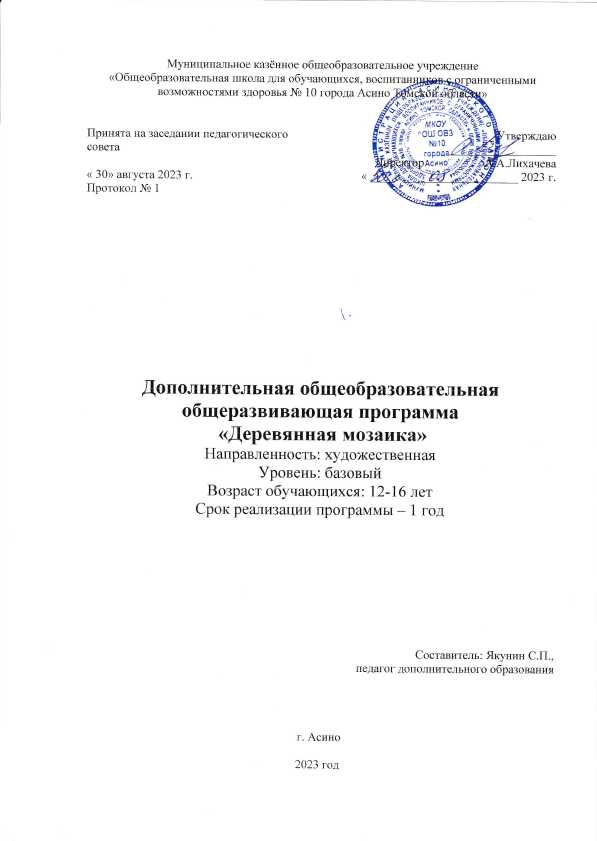 Муниципальное казённое общеобразовательное учреждение
«Общеобразовательная школа для обучающихся, воспитанников с ограниченными
возможностями здоровья № 10 города Асино Томской области»
Принята на заседании педагогического
совета
« 30» августа 2023 г.
Протокол № 1
Утверждаю
Директор А.Лихачева
« 2023 г.
МКОУ
"ОШ ОВЗ
№10
города
Асино"
Дополнительная общеобразовательная
общеразвивающая программа
«Деревянная мозаика»
Направленность: художественная
Уровень: базовый
Возраст обучающихся: 12-16 лет
Срок реализации программы – 1 год
Составитель: Якунин С.П.,
педагог дополнительного образования
г. Асино
2023 год